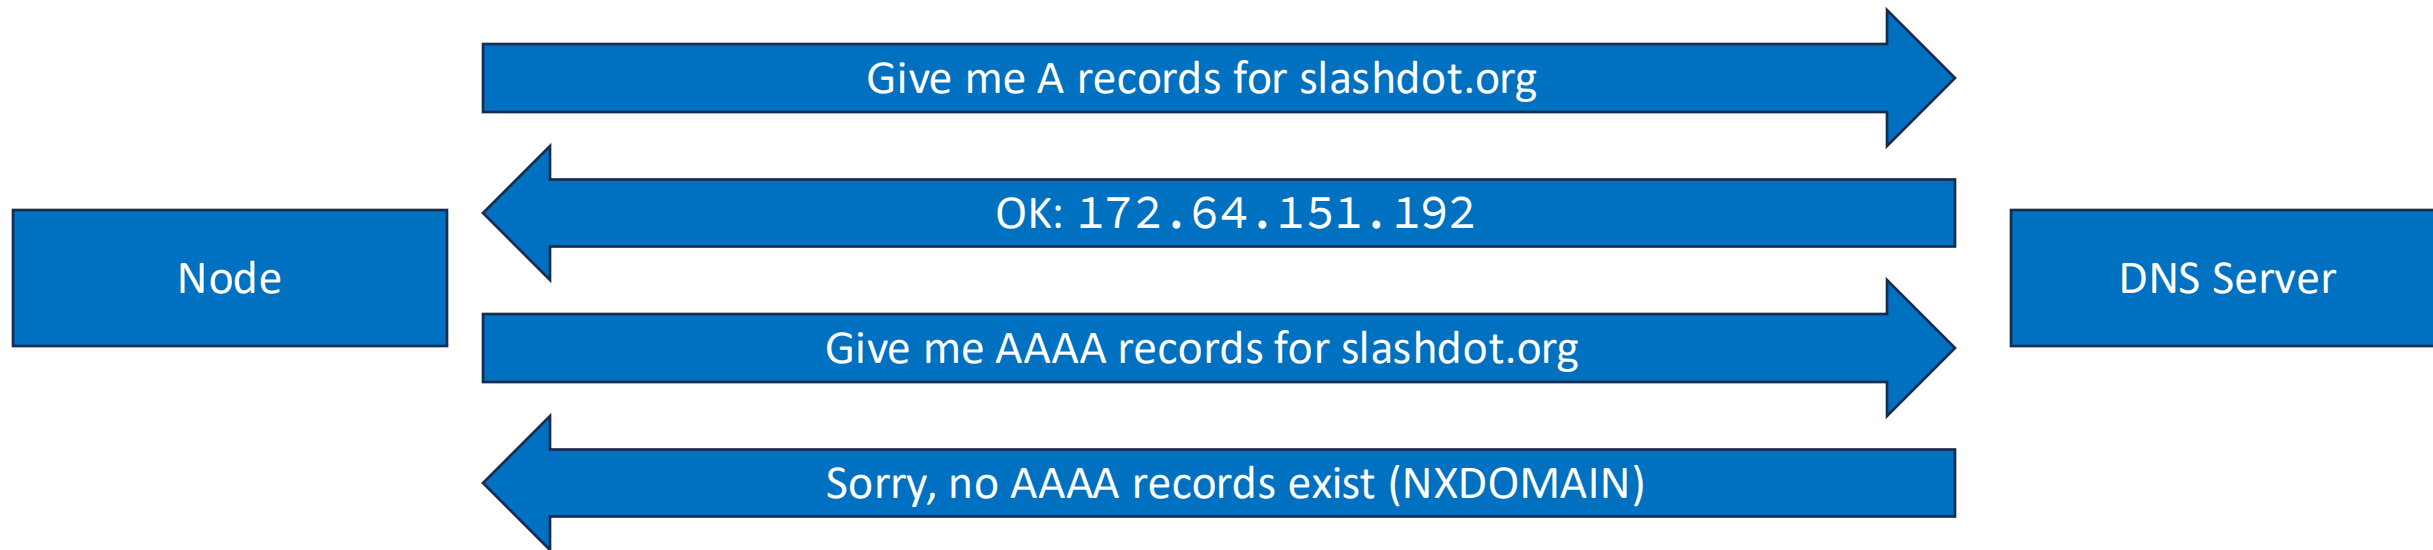 Give me A records for slashdot.org
OK: 172.64.151.192
Node
DNS Server
Give me AAAA records for slashdot.org
Sorry, no AAAA records exist (NXDOMAIN)